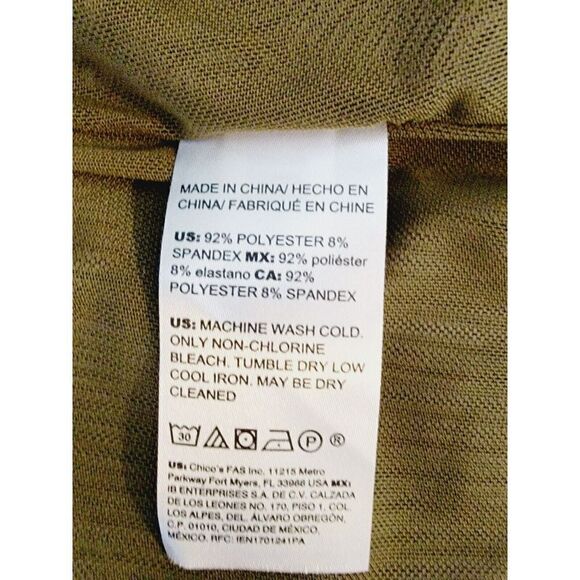 MADE IN CHINA/ HECHO EN
CHINA/ FABRIQUÉ EN CHINE
US: 92% POLYESTER 8%
SPANDEX MX: 92% poliéster
8% elastano CA: 92%
POLYESTER 8% SPANDEX
US: MACHINE WASH COLD.
ONLY NON-CHLORINE
BLEACH. TUMBLE DRY LOW
COOL IRON. MAY BE DRY
CLEANED
30 P ®
US: Chico's FAS Inc. 11215 Metro
Parkway Fort Myers, FL 33966 USA MX:
IB ENTERPRISES S.A. DE C.V. CALZADA
DE LOS LEONES NO. 170, PISO 1, COL.
LOS ALPES, DEL. ÁLVARO OBREGÓN,
C.P. 01010, CIUDAD DE MÉXICO,
MÉXICO. RFC: IEN1701241PA